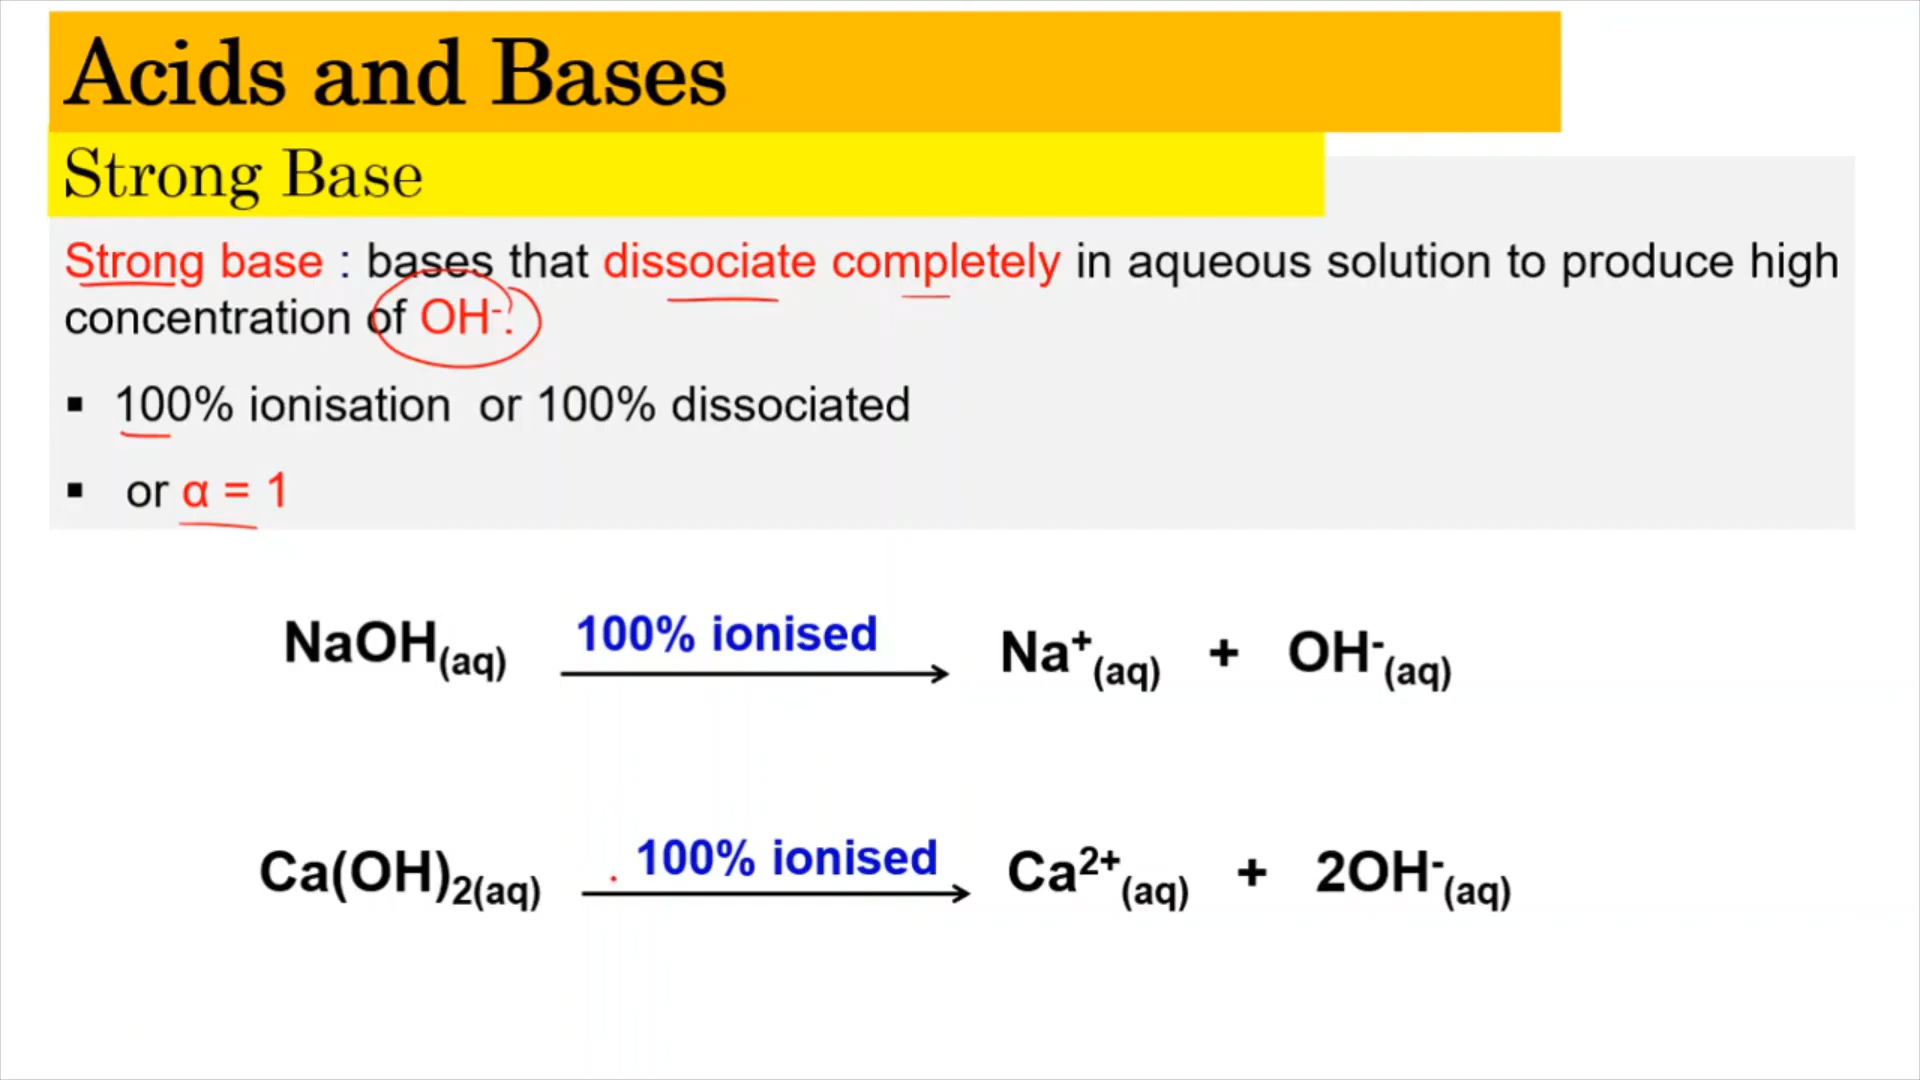 Acids and Bases
Strong Base
Strong base : bases that dissociate completely in aqueous solution to produce high
concentration of OH⁻.
▪ 100% ionisation or 100% dissociated
▪ or α = 1
NaOH(aq) 100% ionised Na⁺(aq) + OH⁻(aq)
Ca(OH)₂(aq) 100% ionised Ca²⁺(aq) + 2OH⁻(aq)